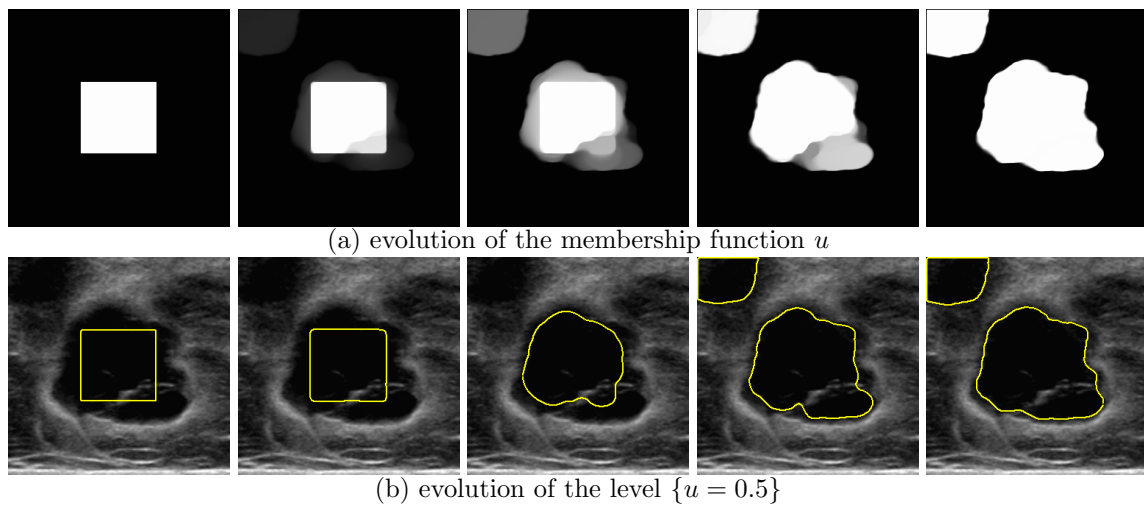 (a) evolution of the membership function u
(b) evolution of the level {u = 0.5}